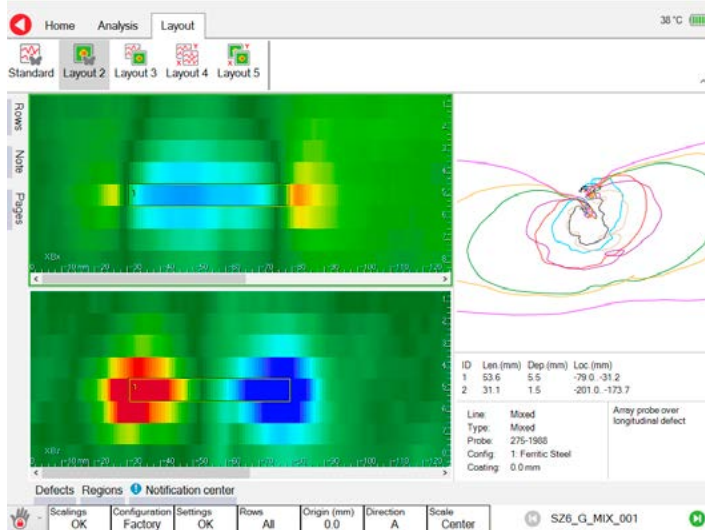 Home Analysis Layout 38 °C
Standard Layout 2 Layout 3 Layout 4 Layout 5
Rows
Note
Pages
1
XBx
1
XBz
ID Len.(mm) Dep.(mm) Loc.(mm)
1 53.6 5.5 -79.0..-31.2
2 31.1 1.5 -201.0..-173.7
Line: Mixed
Type: Mixed
Probe: 275-1988
Config: 1: Ferritic Steel
Coating: 0.0 mm
Array probe over
longitudinal defect
Defects Regions Notification center
Scalings Configuration Settings Rows Origin (mm) Direction Scale
OK Factory OK All 0.0 A Center
SZ6_G_MIX_001